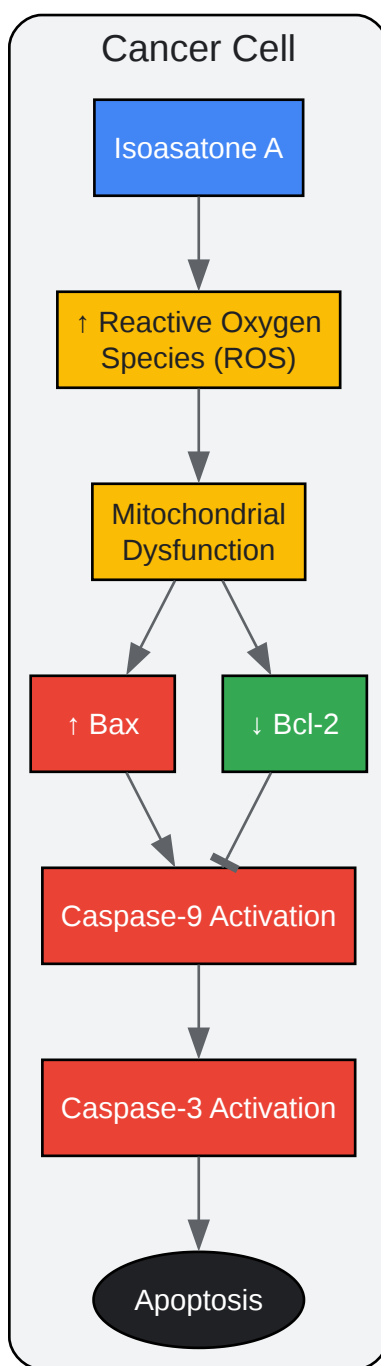 Cancer Cell
Isoasatone A
↑ Reactive Oxygen
Species (ROS)
Mitochondrial
Dysfunction
↑ Bax
↓ Bcl-2
Caspase-9 Activation
Caspase-3 Activation
Apoptosis